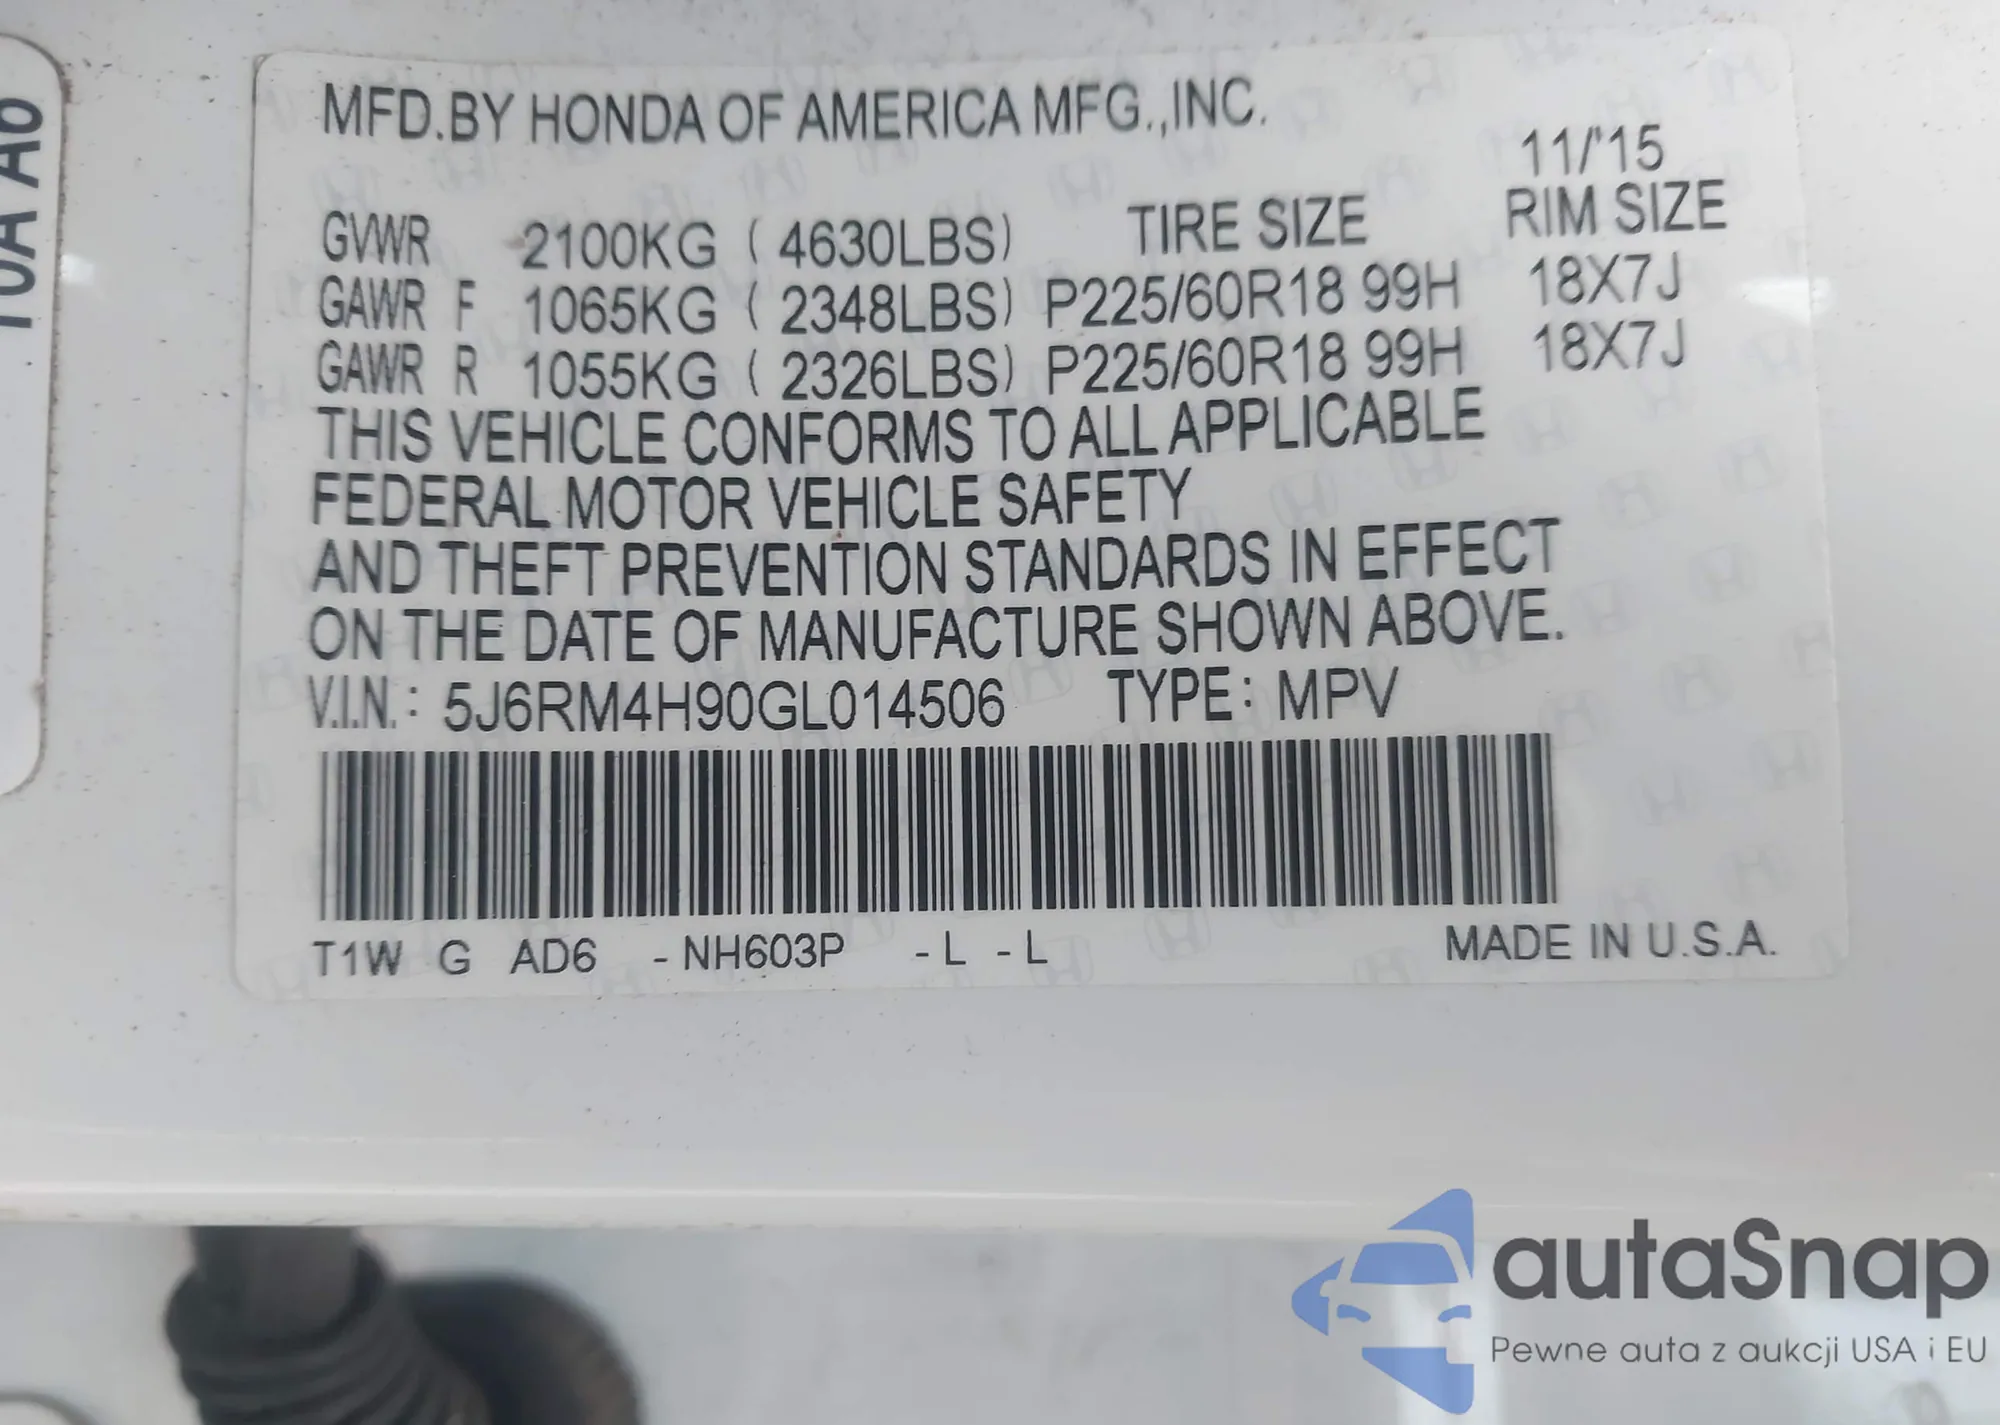 MFD.BY HONDA OF AMERICA MFG.,INC.
11/'15
GVWR 2100KG ( 4630LBS) TIRE SIZE RIM SIZE
GAWR F 1065KG ( 2348LBS) P225/60R18 99H 18X7J
GAWR R 1055KG ( 2326LBS) P225/60R18 99H 18X7J
THIS VEHICLE CONFORMS TO ALL APPLICABLE
FEDERAL MOTOR VEHICLE SAFETY
AND THEFT PREVENTION STANDARDS IN EFFECT
ON THE DATE OF MANUFACTURE SHOWN ABOVE.
V.I.N.: 5J6RM4H90GL014506 TYPE: MPV
T1W G AD6 -NH603P -L -L MADE IN U.S.A.
autaSnap
Pewne auta z aukcji USA i EU